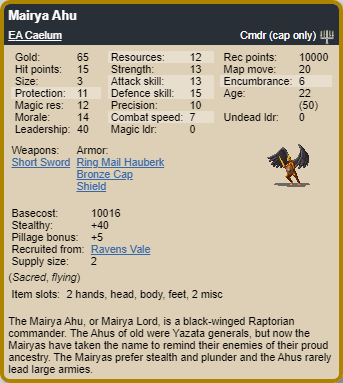 Mairya Ahu
EA Caelum Cmdr (cap only)
Gold: 65 Resources: 12 Rec points: 10000
Hit points: 15 Strength: 13 Map move: 20
Size: 3 Attack skill: 13 Encumbrance: 6
Protection: 11 Defence skill: 15 Age: 22
Magic res: 12 Precision: 10 (50)
Morale: 14 Combat speed: 7 Undead ldr: 0
Leadership: 40 Magic ldr: 0
Weapons: Armor:
Short Sword Ring Mail Hauberk
Bronze Cap
Shield
Basecost: 10016
Stealthy: +40
Pillage bonus: +5
Recruited from: Ravens Vale
Supply size: 2
(Sacred, flying)
Item slots: 2 hands, head, body, feet, 2 misc
The Mairya Ahu, or Mairya Lord, is a black-winged Raptorian
commander. The Ahus of old were Yazata generals, but now the
Mairyas have taken the name to remind their enemies of their proud
ancestry. The Mairyas prefer stealth and plunder and the Ahus rarely
lead large armies.